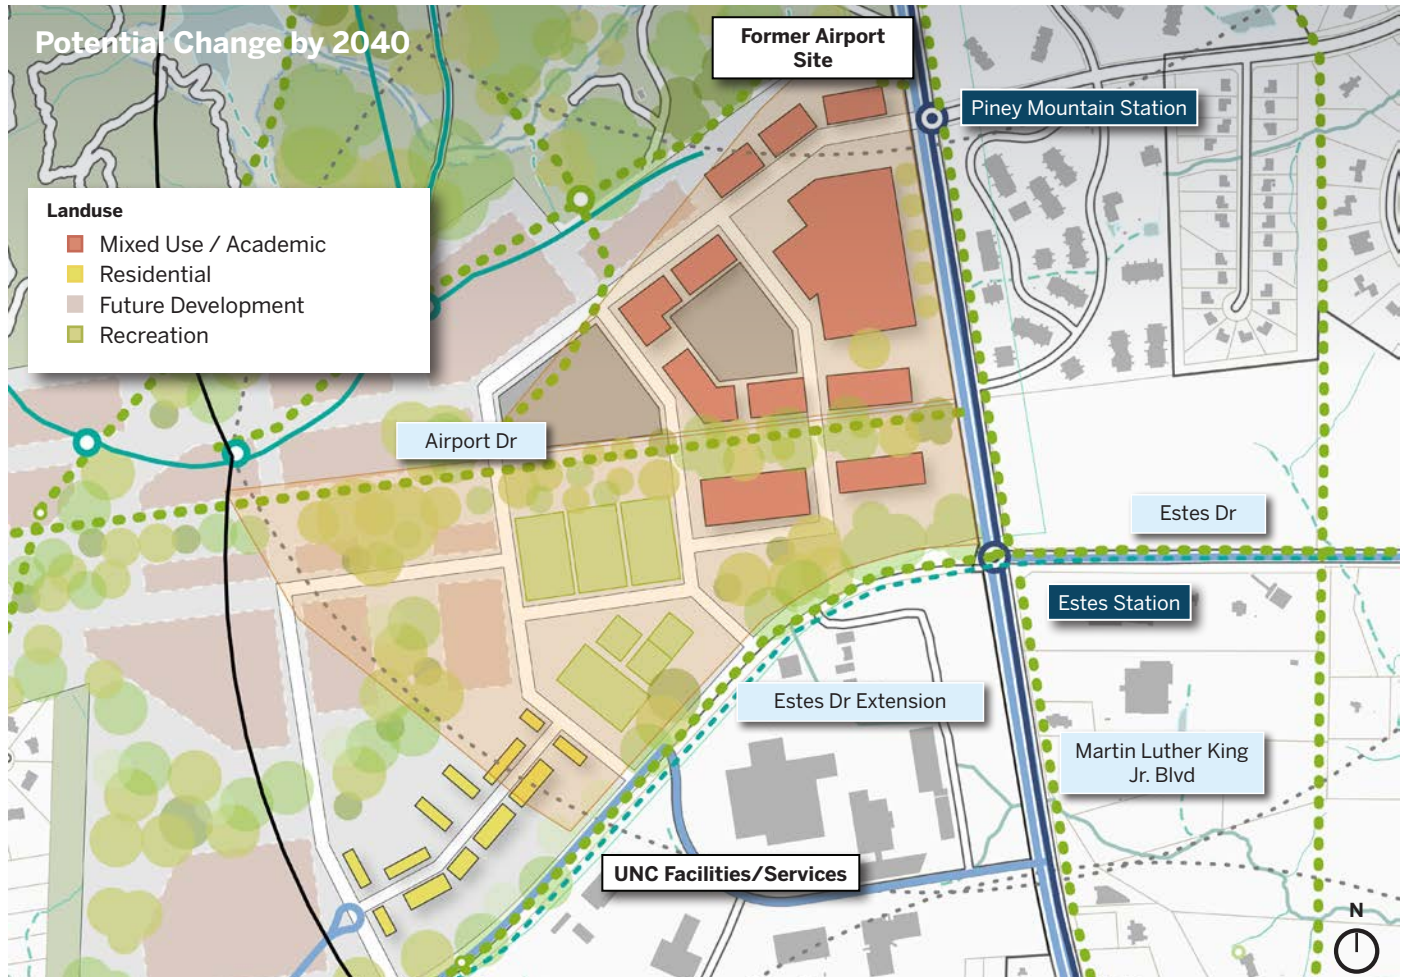 Potential Change by 2040
Former Airport
Site
Piney Mountain Station
Landuse
Mixed Use / Academic
Residential
Future Development
Recreation
Airport Dr
Estes Dr
Estes Station
Estes Dr Extension
Martin Luther King
Jr. Blvd
UNC Facilities/Services
N